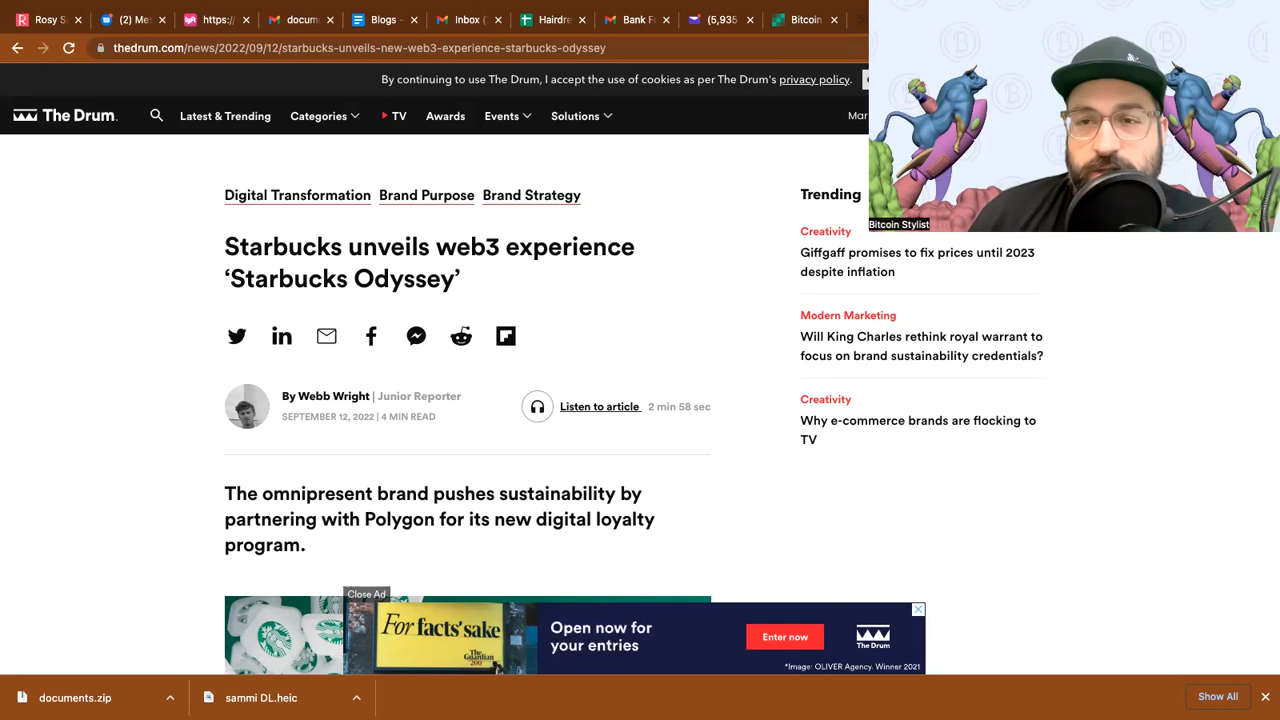 Rosy S
(2) Mes
https:/
docum
Blogs -
Inbox (
Hairdre
Bank F
(5,935
Bitcoin
thedrum.com/news/2022/09/12/starbucks-unveils-new-web3-experience-starbucks-odyssey
By continuing to use The Drum, I accept the use of cookies as per The Drum's privacy policy.
The Drum.
Latest & Trending
Categories
TV
Awards
Events
Solutions
Mar
Bitcoin Stylist
Digital Transformation Brand Purpose Brand Strategy
Starbucks unveils web3 experience
‘Starbucks Odyssey’
By Webb Wright | Junior Reporter
SEPTEMBER 12, 2022 | 4 MIN READ
Listen to article 2 min 58 sec
The omnipresent brand pushes sustainability by
partnering with Polygon for its new digital loyalty
program.
Trending
Creativity
Giffgaff promises to fix prices until 2023
despite inflation
Modern Marketing
Will King Charles rethink royal warrant to
focus on brand sustainability credentials?
Creativity
Why e-commerce brands are flocking to
TV
Close Ad
For facts' sake
The Guardian
200
Open now for
your entries
Enter now
The Drum
*Image: OLIVER Agency. Winner 2021
documents.zip
sammi DL.heic
Show All